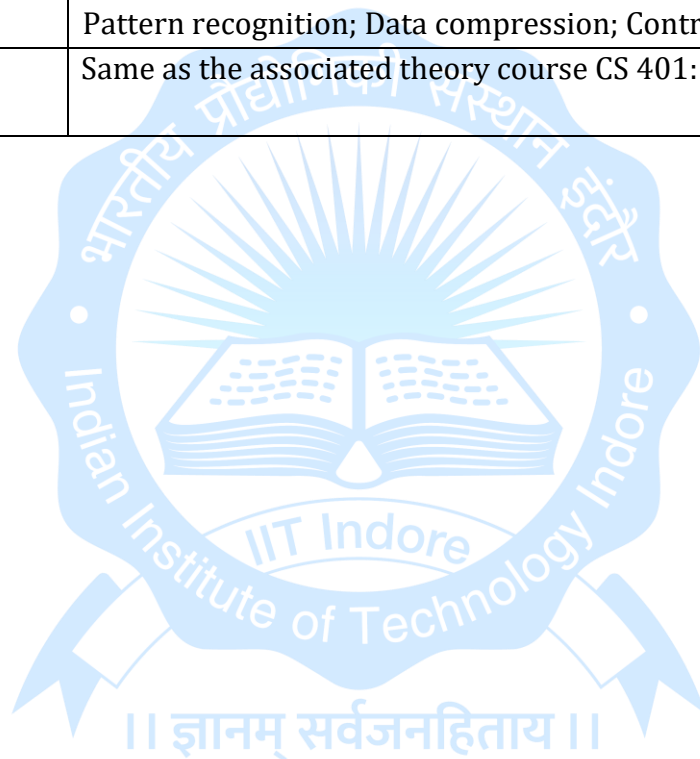 Pattern recognition; Data compression; Contr
Same as the associated theory course CS 401:
भारतीय प्रौद्योगिकी संस्थान इंदौर
IIT Indore
Indian Institute of Technology Indore
।। ज्ञानम् सर्वजनहिताय ।।